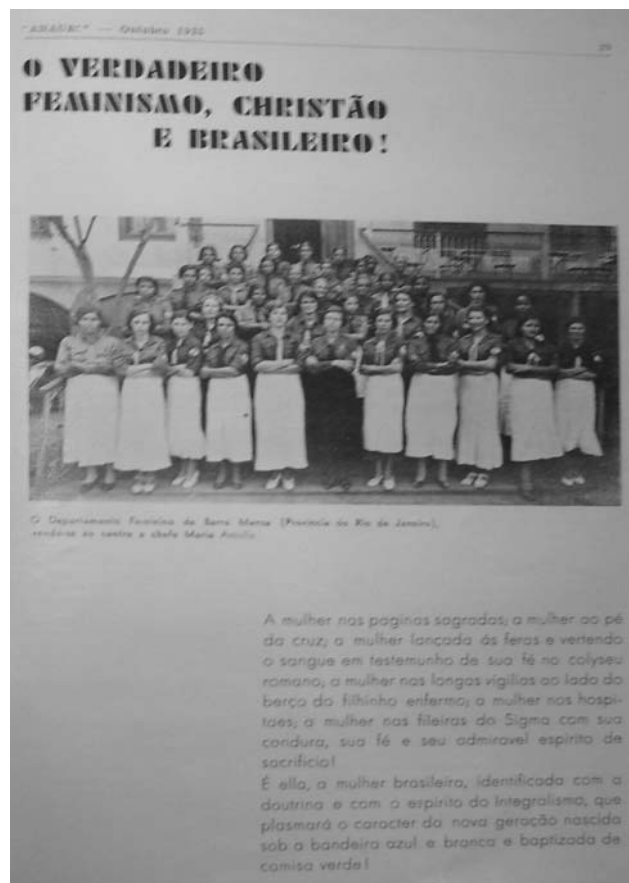 "ANAUÊ!" — Outubro 1935
29
O VERDADEIRO
FEMINISMO, CHRISTÃO
E BRASILEIRO!
O Departamento Feminino de Barra Mansa (Provincia do Rio de Janeiro),
vendo-se ao centro a chefe Maria
A mulher nas paginas sagradas; a mulher ao pé
da cruz; a mulher lançada ás feras e vertendo
o sangue em testemunho de sua fé no colyseu
romano; a mulher nas longas vigilias ao lado do
berço do filhinho enfermo; a mulher nos hospi-
taes; a mulher nas fileiras do Sigma com sua
candura, sua fé e seu admiravel espirito de
sacrificio!
É ella, a mulher brasileira, identificada com a
doutrina e com o espirito do Integralismo, que
plasmará o caracter da nova geração nascida
sob a bandeira azul e branca e baptizada de
camisa verde!